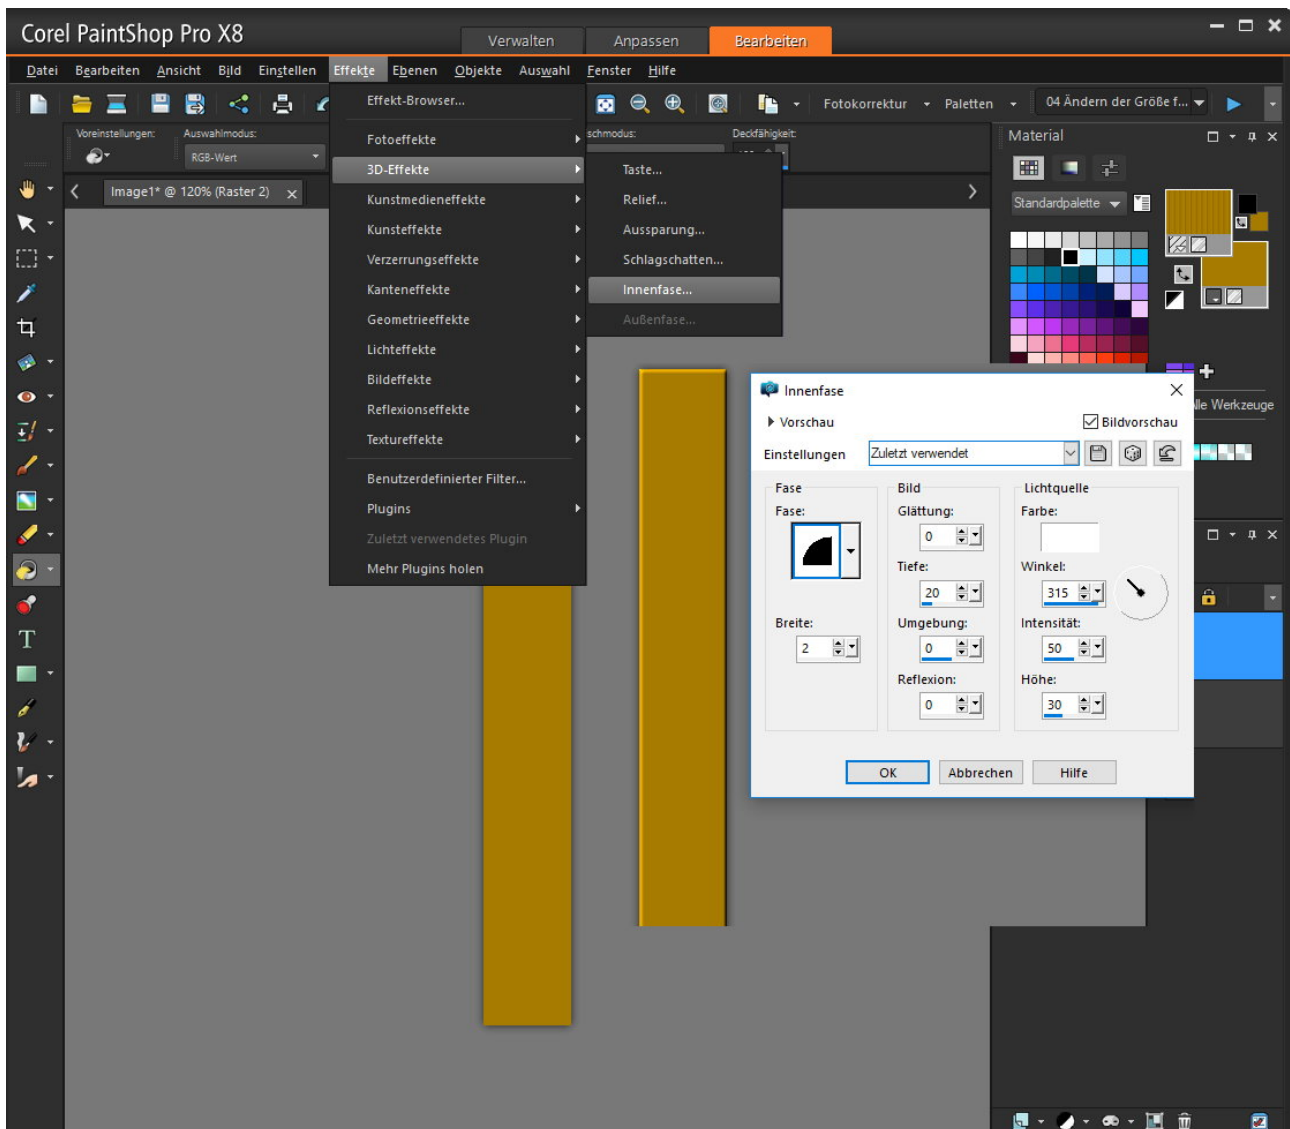 Corel PaintShop Pro X8
Verwalten Anpassen Bearbeiten
Datei Bearbeiten Ansicht Bild Einstellen Effekte Ebenen Objekte Auswahl Fenster Hilfe
Fotokorrektur Paletten 04 Ändern der Größe f...
Voreinstellungen: Auswahlmodus: schmodus: Deckfähigkeit:
RGB-Wert
Image1* @ 120% (Raster 2)
Effekt-Browser...
Fotoeffekte
3D-Effekte
Kunstmedieneffekte
Kunsteffekte
Verzerrungseffekte
Kanteneffekte
Geometrieeffekte
Lichteffekte
Bildeffekte
Reflexionseffekte
Textureffekte
Benutzerdefinierter Filter...
Plugins
Zuletzt verwendetes Plugin
Mehr Plugins holen
Taste...
Relief...
Aussparung...
Schlagschatten...
Innenfase...
Außenfase...
Material
Standardpalette
lle Werkzeuge
Innenfase
Vorschau Bildvorschau
Einstellungen Zuletzt verwendet
Fase Bild Lichtquelle
Fase: Glättung: Farbe:
0
Tiefe: Winkel:
20 315
Breite: Umgebung: Intensität:
2 0 50
Reflexion: Höhe:
0 30
OK Abbrechen Hilfe
T